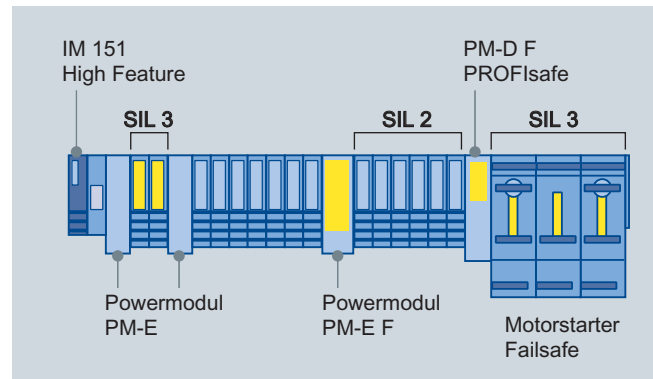 IM 151
High Feature
PM-D F
PROFIsafe
SIL 3
SIL 2
SIL 3
Powermodul
PM-E
Powermodul
PM-E F
Motorstarter
Failsafe